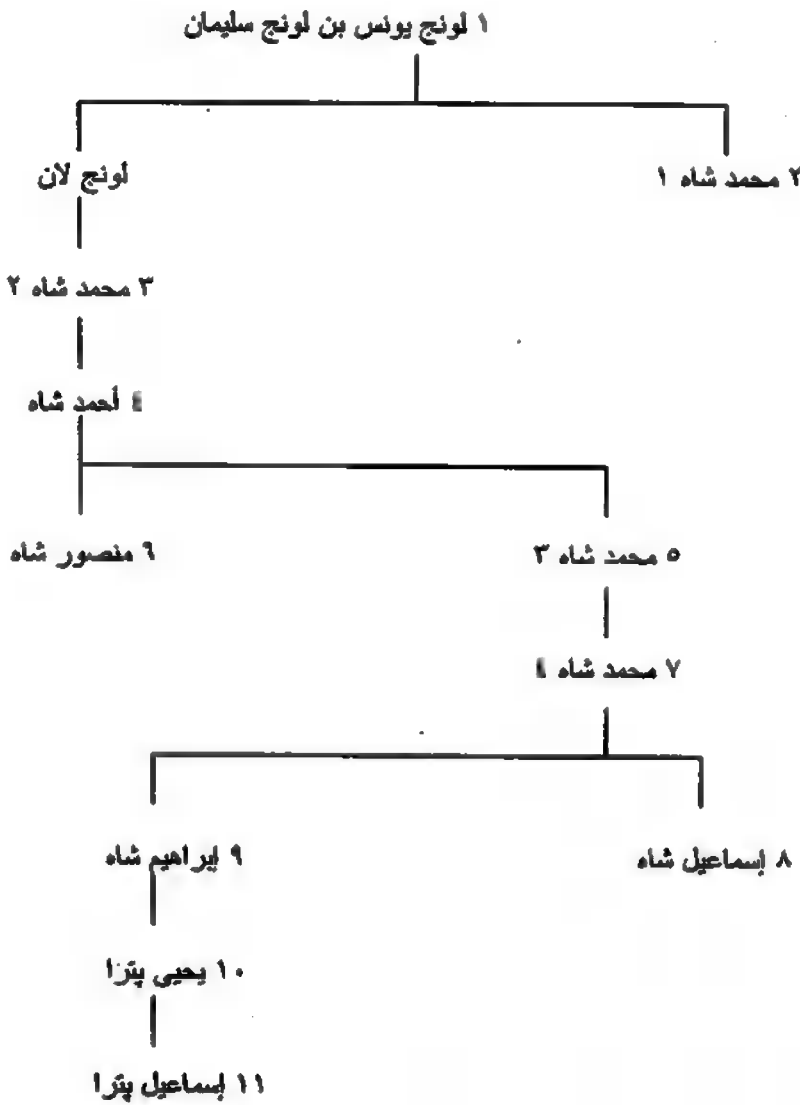 ١ لونج يونس بن لونج سليمان
٢ محمد شاه ١
لونج لان
٣ محمد شاه ٢
٤ أحمد شاه
٥ محمد شاه ٣
٦ منصور شاه
٧ محمد شاه ٤
٨ إسماعيل شاه
٩ إبراهيم شاه
١٠ يحيى پترا
١١ إسماعيل پترا